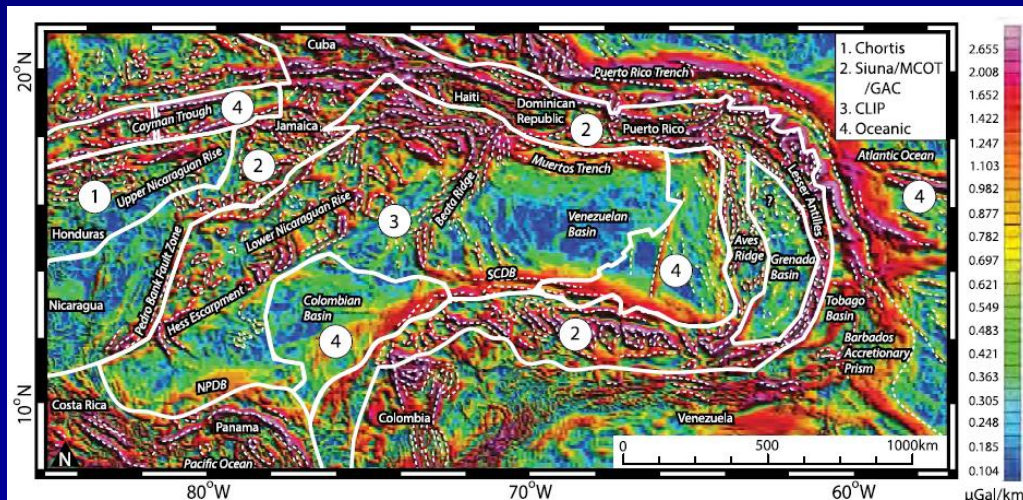 20°N
10°N
80°W
70°W
60°W
Cuba
Puerto Rico Trench
1. Chortis
2. Siuna/MCOT
/GAC
3. CLIP
4. Oceanic
4
Cayman Trough
Haiti
Dominican
Republic
2
Puerto Rico
Jamaica
2
Muertos Trench
Lesser Antilles
Atlantic Ocean
1
Upper Nicaraguan Rise
4
Beata Ridge
?
Lower Nicaraguan Rise
3
Venezuelan
Basin
Honduras
Aves
Ridge
Grenada
Basin
Pedro Bank Fault Zone
4
SCDB
Nicaragua
Hess Escarpment
Colombian
Basin
4
2
Tobago
Basin
Barbados
Accretionary
Prism
NPDB
Costa Rica
Panama
Colombia
Venezuela
Pacific Ocean
N
0
500
1000km
2.655
2.008
1.652
1.422
1.247
1.103
0.982
0.877
0.782
0.697
0.621
0.549
0.483
0.421
0.363
0.305
0.248
0.185
0.104
μGal/km